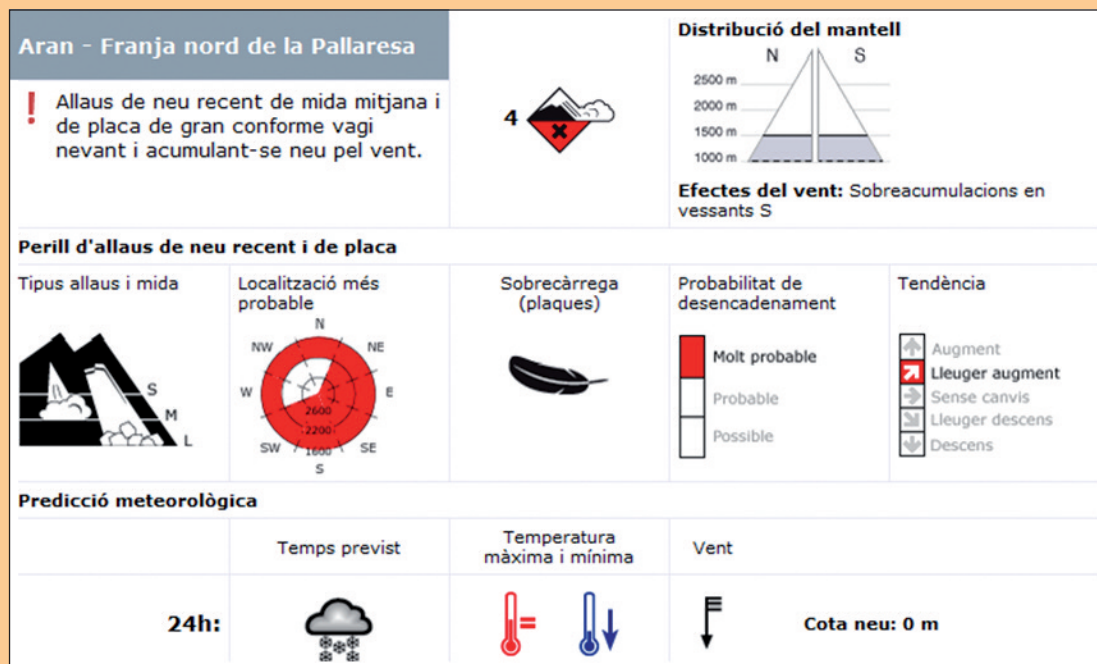 Aran - Franja nord de la Pallaresa
! Allaus de neu recent de mida mitjana i
de placa de gran conforme vagi
nevant i acumulant-se neu pel vent.
4
Distribució del mantell
N S
2500 m
2000 m
1500 m
1000 m
Efectes del vent: Sobreacumulacions en
vessants S
Perill d'allaus de neu recent i de placa
Tipus allaus i mida
S
M
L
Localització més
probable
N
NW NE
W E
2600
2200
SW 1600 SE
S
Sobrecàrrega
(plaques)
Probabilitat de
desencadenament
Molt probable
Probable
Possible
Tendència
Augment
Lleuger augment
Sense canvis
Lleuger descens
Descens
Predicció meteorològica
Temps previst
Temperatura
màxima i mínima
Vent
24h:
=
Cota neu: 0 m